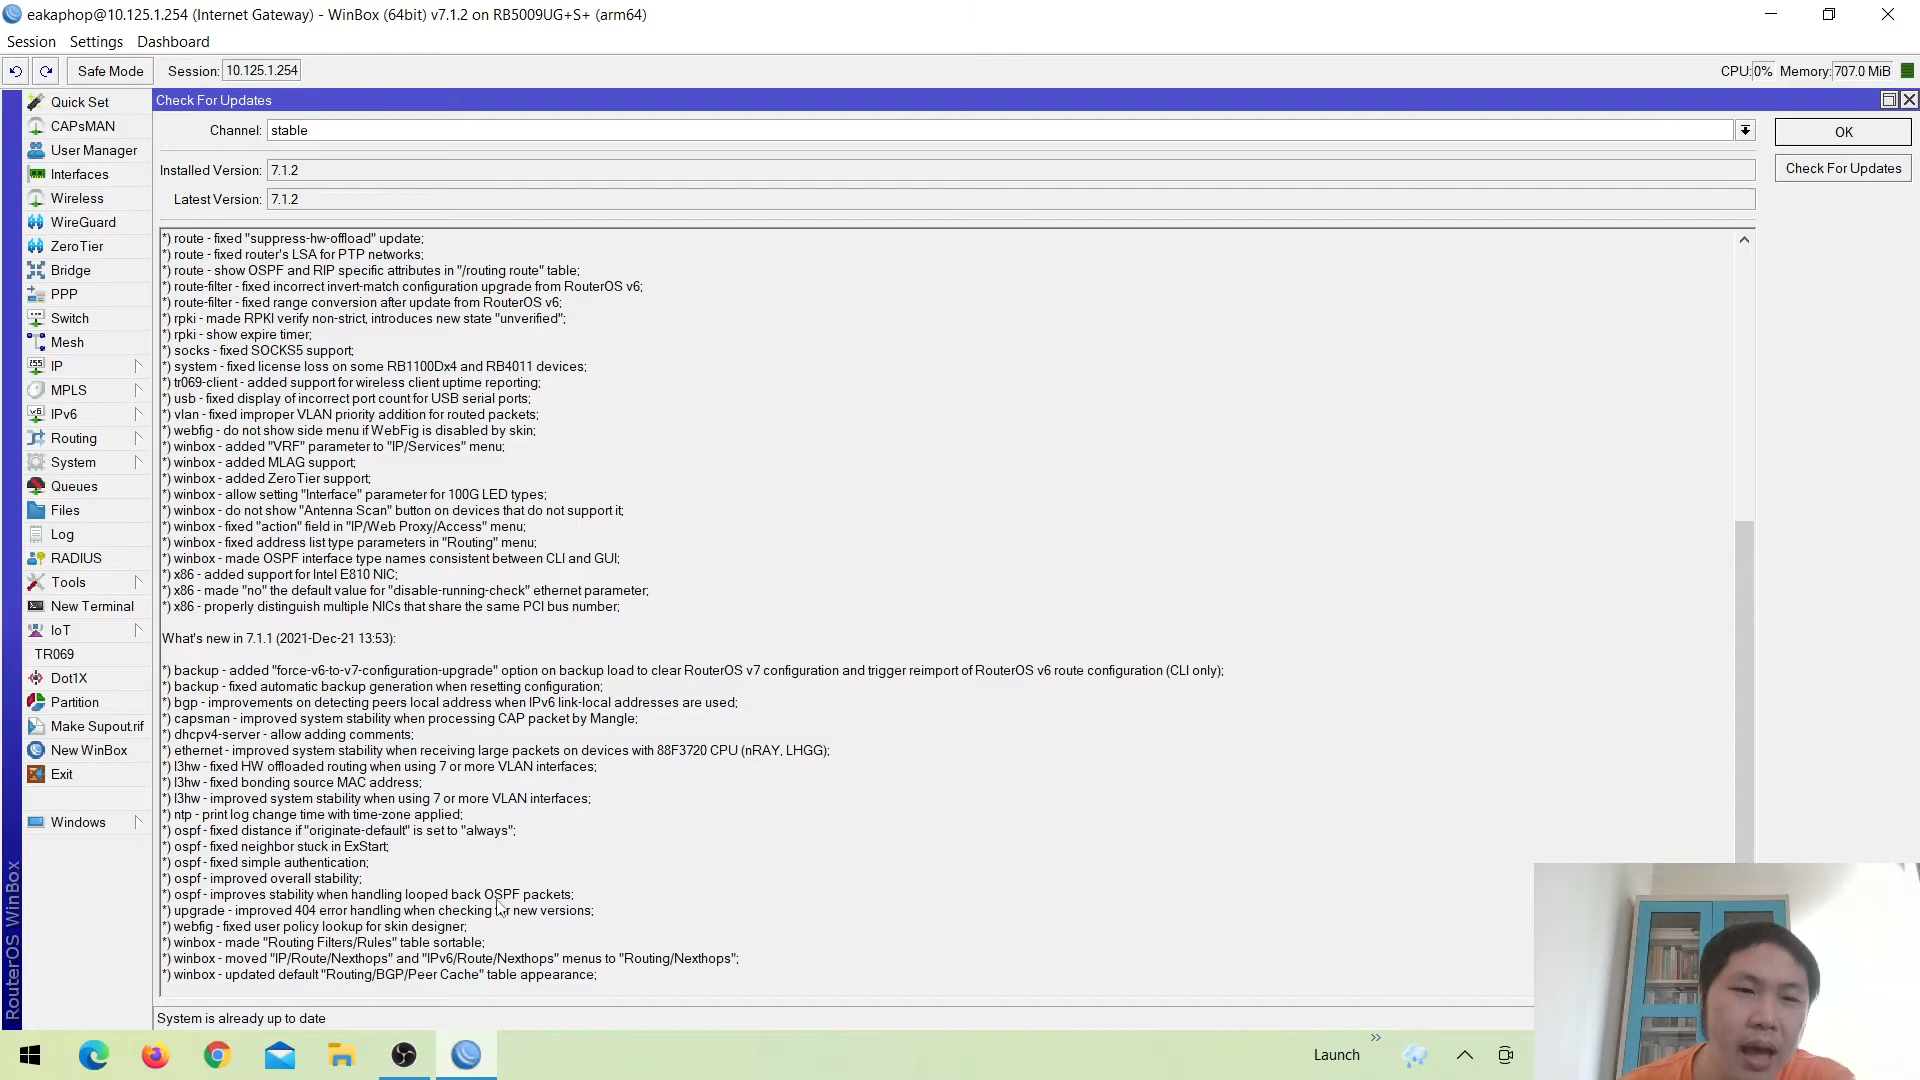 eakaphop@10.125.1.254 (Internet Gateway) - WinBox (64bit) v7.1.2 on RB5009UG+S+ (arm64)
Session Settings Dashboard
Safe Mode Session: 10.125.1.254 CPU: 0% Memory: 707.0 MiB
Quick Set
CAPsMAN
User Manager
Interfaces
Wireless
WireGuard
ZeroTier
Bridge
PPP
Switch
Mesh
IP
MPLS
IPv6
Routing
System
Queues
Files
Log
RADIUS
Tools
New Terminal
IoT
TR069
Dot1X
Partition
Make Supout.rif
New WinBox
Exit
Windows
RouterOS WinBox
Check For Updates
Channel: stable
OK
Installed Version: 7.1.2
Check For Updates
Latest Version: 7.1.2
*) route - fixed "suppress-hw-offload" update;
*) route - fixed router's LSA for PTP networks;
*) route - show OSPF and RIP specific attributes in "/routing route" table;
*) route-filter - fixed incorrect invert-match configuration upgrade from RouterOS v6;
*) route-filter - fixed range conversion after update from RouterOS v6;
*) rpki - made RPKI verify non-strict, introduces new state "unverified";
*) rpki - show expire timer;
*) socks - fixed SOCKS5 support;
*) system - fixed license loss on some RB1100Dx4 and RB4011 devices;
*) tr069-client - added support for wireless client uptime reporting;
*) usb - fixed display of incorrect port count for USB serial ports;
*) vlan - fixed improper VLAN priority addition for routed packets;
*) webfig - do not show side menu if WebFig is disabled by skin;
*) winbox - added "VRF" parameter to "IP/Services" menu;
*) winbox - added MLAG support;
*) winbox - added ZeroTier support;
*) winbox - allow setting "Interface" parameter for 100G LED types;
*) winbox - do not show "Antenna Scan" button on devices that do not support it;
*) winbox - fixed "action" field in "IP/Web Proxy/Access" menu;
*) winbox - fixed address list type parameters in "Routing" menu;
*) winbox - made OSPF interface type names consistent between CLI and GUI;
*) x86 - added support for Intel E810 NIC;
*) x86 - made "no" the default value for "disable-running-check" ethernet parameter;
*) x86 - properly distinguish multiple NICs that share the same PCI bus number;
What's new in 7.1.1 (2021-Dec-21 13:53):
*) backup - added "force-v6-to-v7-configuration-upgrade" option on backup load to clear RouterOS v7 configuration and trigger reimport of RouterOS v6 route configuration (CLI only);
*) backup - fixed automatic backup generation when resetting configuration;
*) bgp - improvements on detecting peers local address when IPv6 link-local addresses are used;
*) capsman - improved system stability when processing CAP packet by Mangle;
*) dhcpv4-server - allow adding comments;
*) ethernet - improved system stability when receiving large packets on devices with 88F3720 CPU (nRAY, LHGG);
*) l3hw - fixed HW offloaded routing when using 7 or more VLAN interfaces;
*) l3hw - fixed bonding source MAC address;
*) l3hw - improved system stability when using 7 or more VLAN interfaces;
*) ntp - print log change time with time-zone applied;
*) ospf - fixed distance if "originate-default" is set to "always";
*) ospf - fixed neighbor stuck in ExStart;
*) ospf - fixed simple authentication;
*) ospf - improved overall stability;
*) ospf - improves stability when handling looped back OSPF packets;
*) upgrade - improved 404 error handling when checking for new versions;
*) webfig - fixed user policy lookup for skin designer;
*) winbox - made "Routing Filters/Rules" table sortable;
*) winbox - moved "IP/Route/Nexthops" and "IPv6/Route/Nexthops" menus to "Routing/Nexthops";
*) winbox - updated default "Routing/BGP/Peer Cache" table appearance;
System is already up to date
Launch